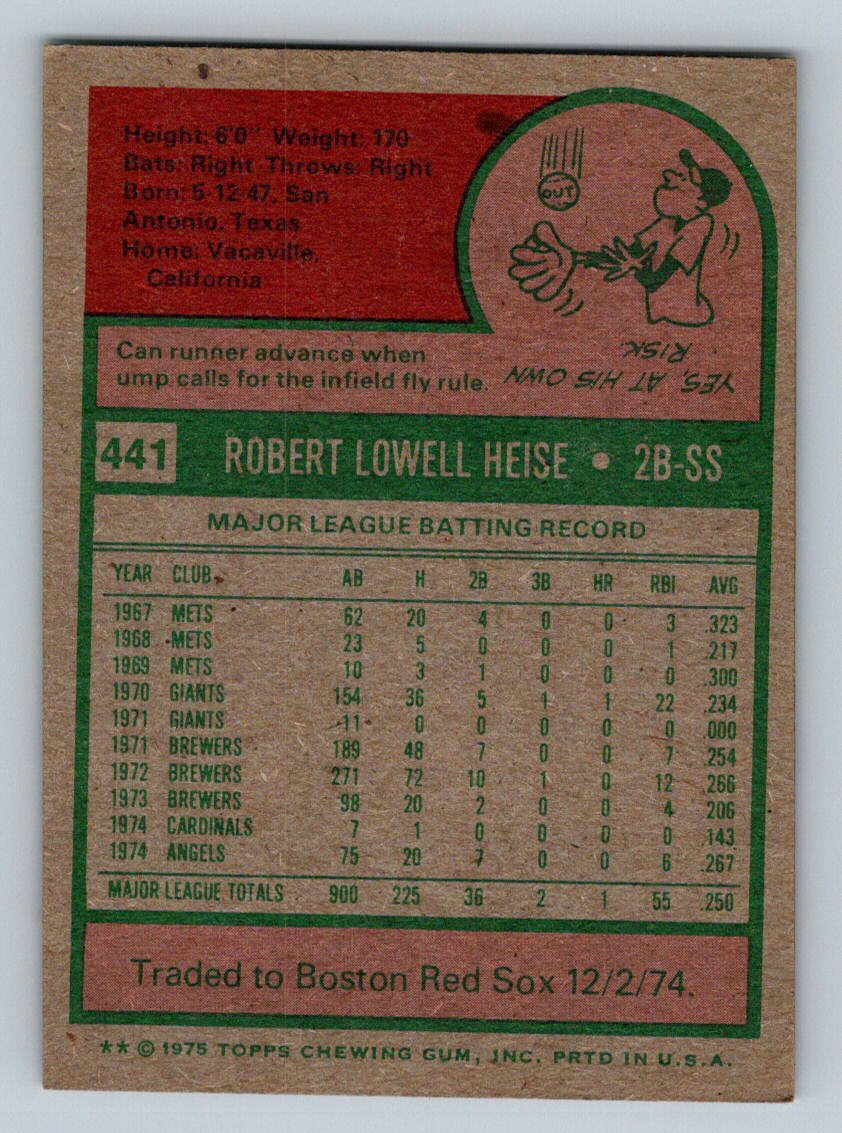 Height: 6'0" Weight: 170
Bats: Right Throws: Right
Born: 5-12-47, San
Antonio, Texas
Home: Vacaville,
California
OUT
Can runner advance when
ump calls for the infield fly rule.
YES, AT HIS OWN
RISK.
441 ROBERT LOWELL HEISE • 2B-SS
MAJOR LEAGUE BATTING RECORD
YEAR CLUB AB H 2B 3B HR RBI AVG
1967 METS 62 20 4 0 0 3 .323
1968 METS 23 5 0 0 0 1 .217
1969 METS 10 3 1 0 0 0 .300
1970 GIANTS 154 36 5 1 1 22 .234
1971 GIANTS 11 0 0 0 0 0 .000
1971 BREWERS 189 48 7 0 0 7 .254
1972 BREWERS 271 72 10 1 0 12 .266
1973 BREWERS 98 20 2 0 0 4 .206
1974 CARDINALS 7 1 0 0 0 0 .143
1974 ANGELS 75 20 7 0 0 6 .267
MAJOR LEAGUE TOTALS 900 225 36 2 1 55 .250
Traded to Boston Red Sox 12/2/74.
** © 1975 TOPPS CHEWING GUM, INC. PRTD IN U.S.A.